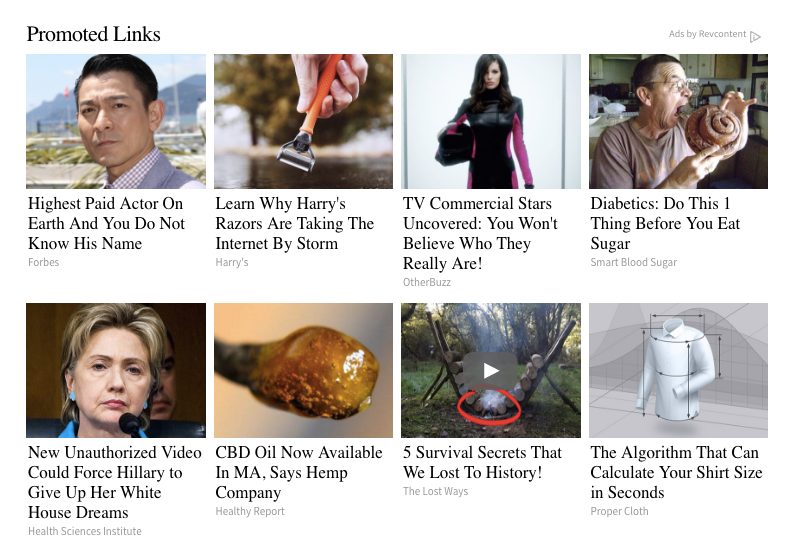 Promoted Links
Ads by Revcontent
Highest Paid Actor On
Earth And You Do Not
Know His Name
Forbes
Learn Why Harry's
Razors Are Taking The
Internet By Storm
Harry's
TV Commercial Stars
Uncovered: You Won't
Believe Who They
Really Are!
OtherBuzz
Diabetics: Do This 1
Thing Before You Eat
Sugar
Smart Blood Sugar
New Unauthorized Video
Could Force Hillary to
Give Up Her White
House Dreams
Health Sciences Institute
CBD Oil Now Available
In MA, Says Hemp
Company
Healthy Report
5 Survival Secrets That
We Lost To History!
The Lost Ways
The Algorithm That Can
Calculate Your Shirt Size
in Seconds
Proper Cloth